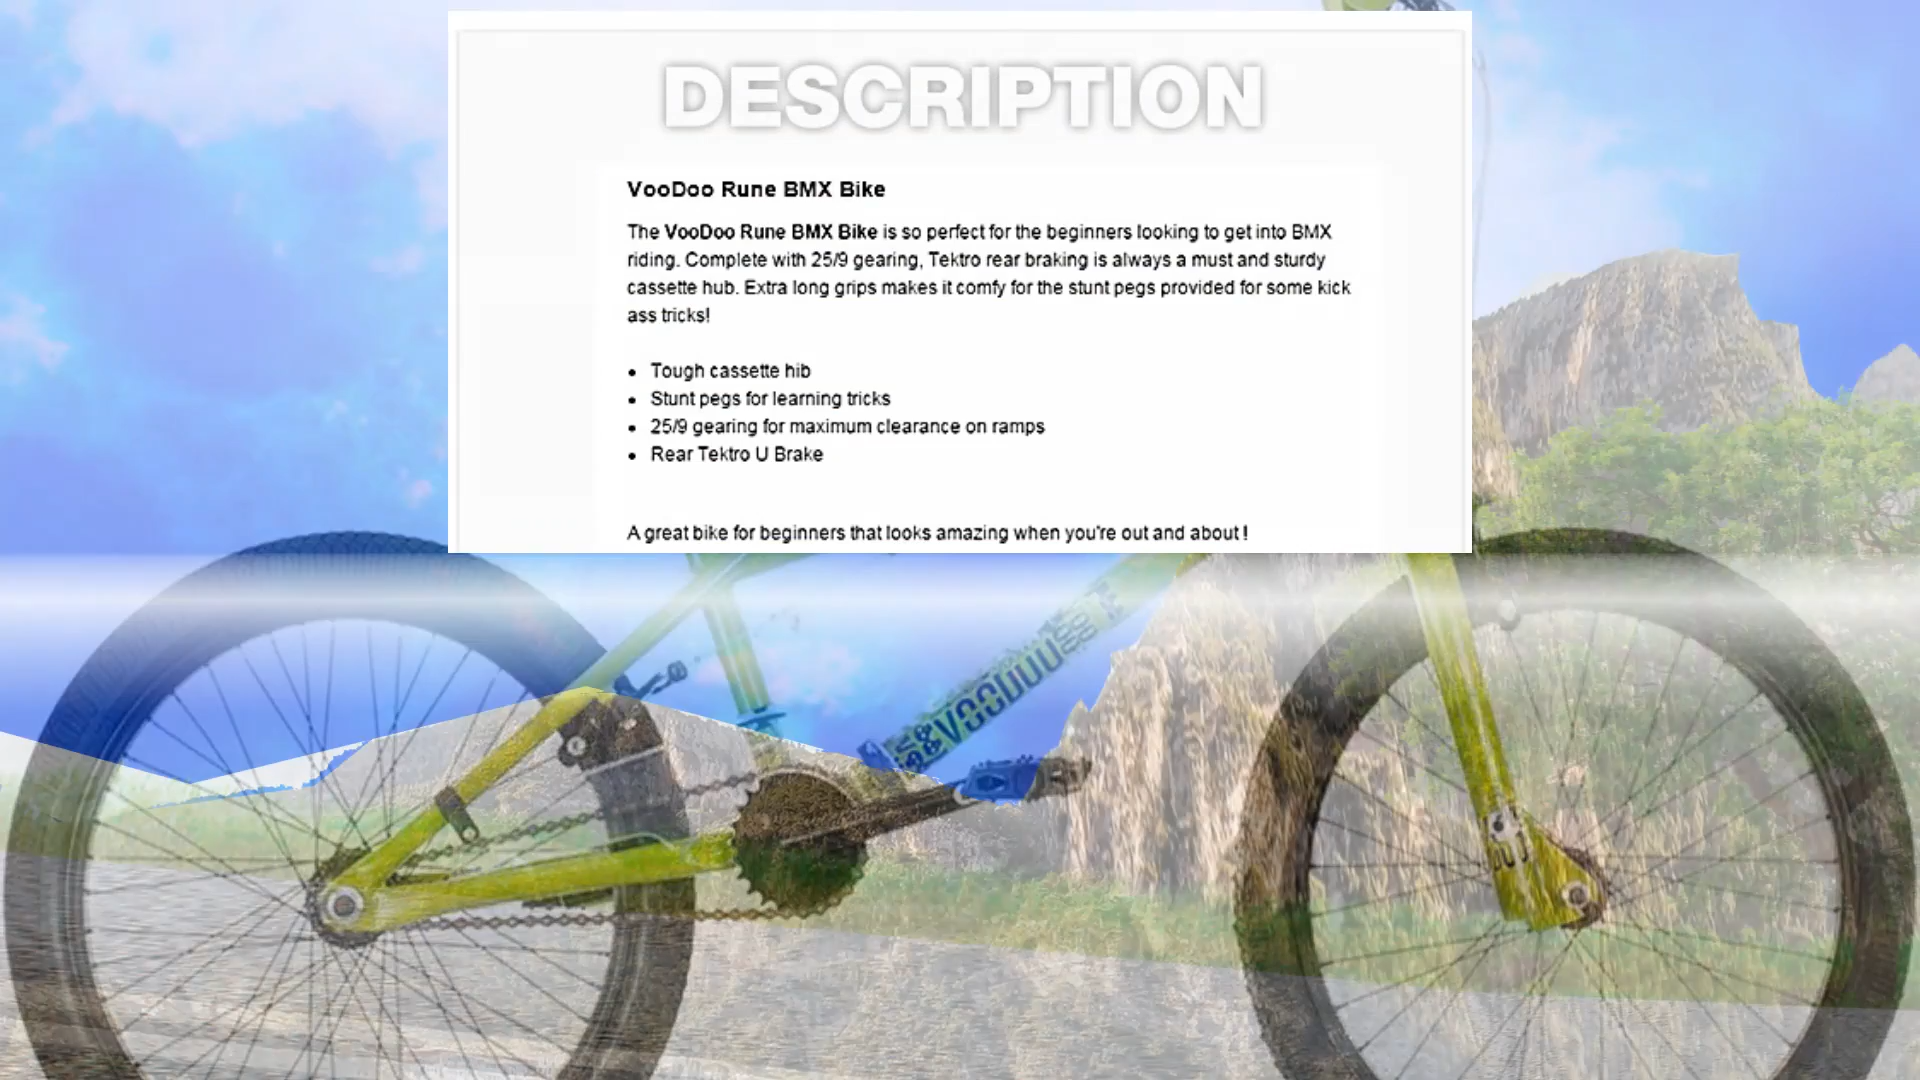 DESCRIPTION
VooDoo Rune BMX Bike
The VooDoo Rune BMX Bike is so perfect for the beginners looking to get into BMX
riding. Complete with 25/9 gearing, Tektro rear braking is always a must and sturdy
cassette hub. Extra long grips makes it comfy for the stunt pegs provided for some kick
ass tricks!
• Tough cassette hib
• Stunt pegs for learning tricks
• 25/9 gearing for maximum clearance on ramps
• Rear Tektro U Brake
A great bike for beginners that looks amazing when you're out and about !